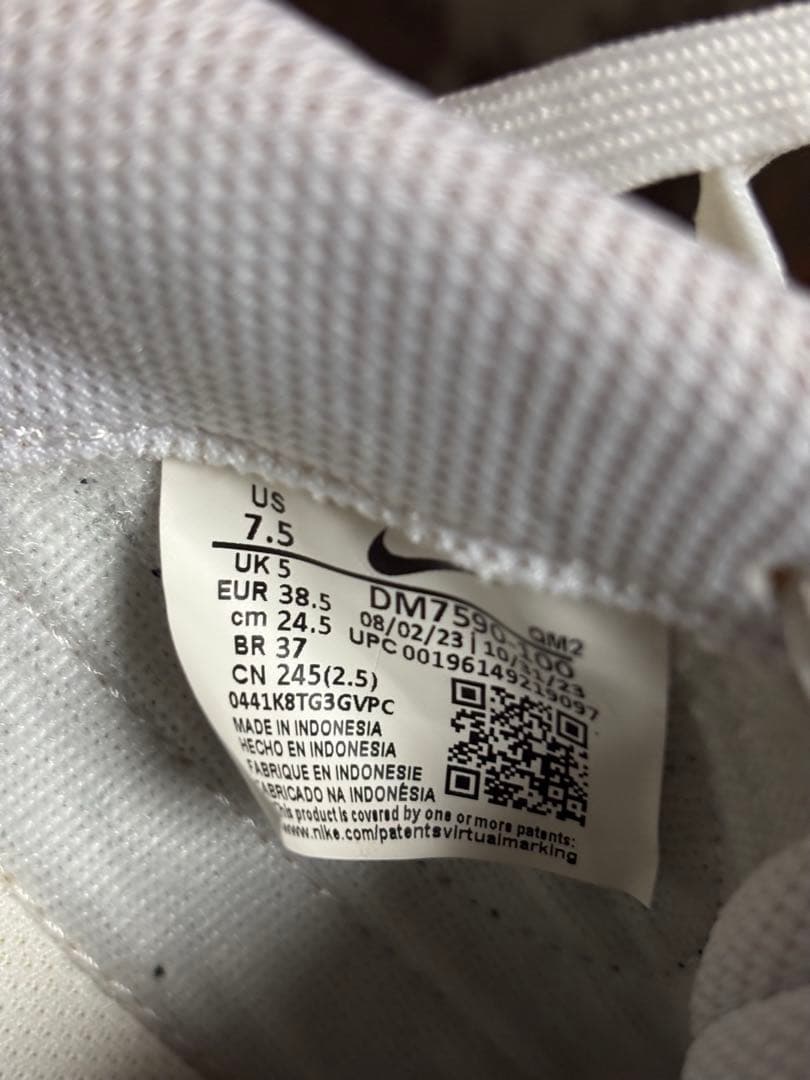 US
7.5
UK 5
EUR 38.5
cm 24.5
BR 37
CN 245(2.5)
0441K8TG3GVPC
DM7590-100
QM2
08/02/23 | 10/31/23
UPC 00196149219097
MADE IN INDONESIA
HECHO EN INDONESIA
FABRIQUE EN INDONESIE
FABRICADO NA INDONÉSIA
This product is covered by one or more patents:
www.nike.com/patentsvirtualmarking